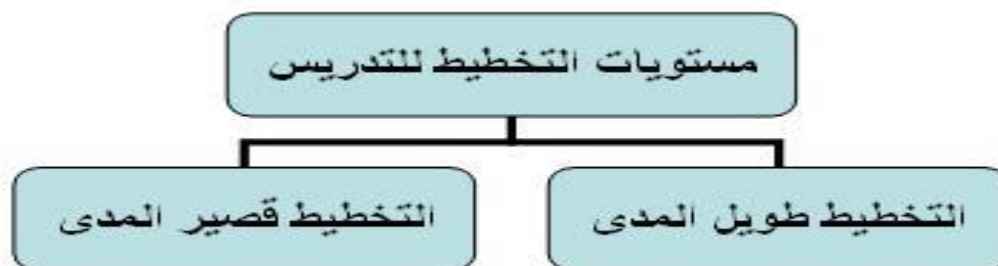 مستويات التخطيط للتدريس
التخطيط طويل المدى
التخطيط قصير المدى